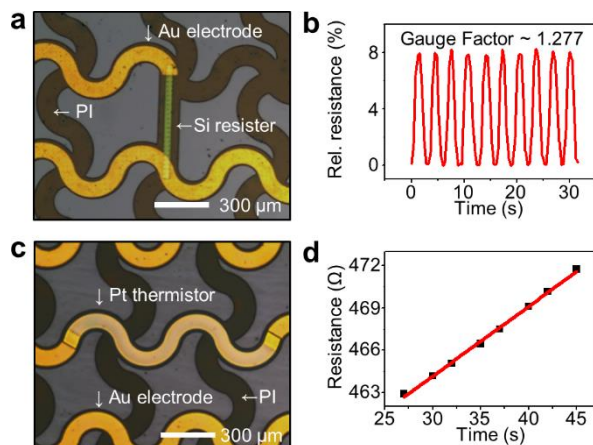 a
↓ Au electrode
← PI
←Si resister
300 μm
b
Gauge Factor ~ 1.277
Rel. resistance (%)
8
4
0
0 10 20 30
Time (s)
c
↓ Pt thermistor
↓ Au electrode
←PI
300 μm
d
Resistance (Ω)
472
469
466
463
25 30 35 40 45
Time (s)